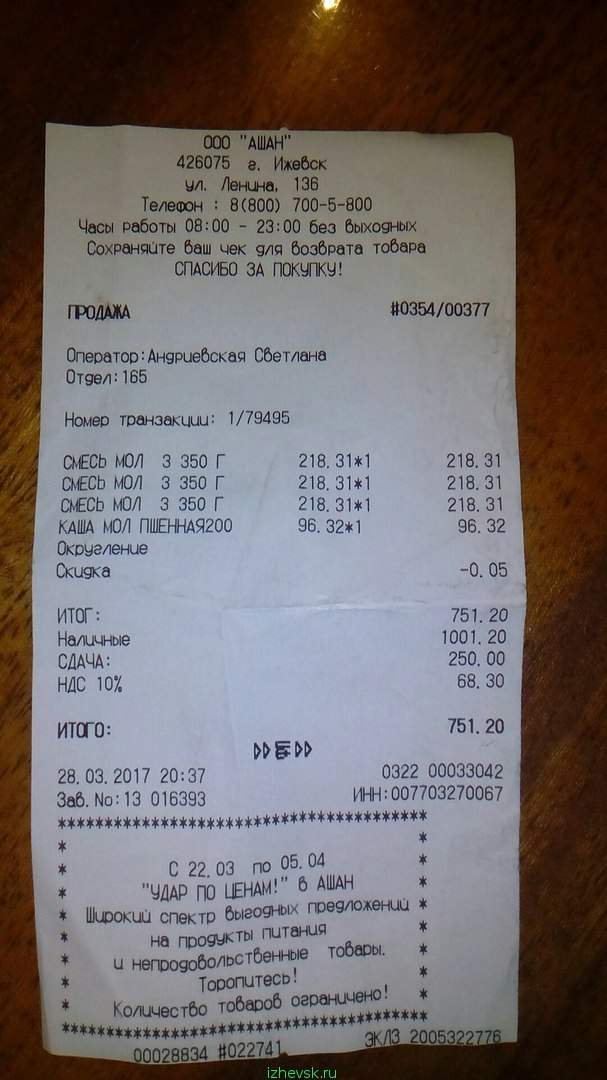 ООО "АШАН"
426075 г. Ижевск
ул. Ленина, 136
Телефон : 8(800) 700-5-800
Часы работы 08:00 - 23:00 без выходных
Сохраняйте ваш чек для возврата товара
СПАСИБО ЗА ПОКУПКУ!
ПРОДАЖА #0354/00377
Оператор:Андриевская Светлана
Отдел:165
Номер транзакции: 1/79495
СМЕСЬ МОЛ 3 350 Г 218.31*1 218.31
СМЕСЬ МОЛ 3 350 Г 218.31*1 218.31
СМЕСЬ МОЛ 3 350 Г 218.31*1 218.31
КАША МОЛ ПШЕННАЯ200 96.32*1 96.32
Округление
Скидка -0.05
ИТОГ: 751.20
Наличные 1001.20
СДАЧА: 250.00
НДС 10% 68.30
ИТОГО: 751.20
28.03.2017 20:37 0322 00033042
Зав.No:13 016393 ИНН:007703270067
****************************************
* *
* С 22.03 по 05.04 *
* "УДАР ПО ЦЕНАМ!" в АШАН *
* Широкий спектр выгодных предложений *
* на продукты питания *
* и непродовольственные товары. *
* Торопитесь! *
* Количество товаров ограничено! *
****************************************
00028834 #022741 ЭКЛЗ 2005322776
izhevsk.ru